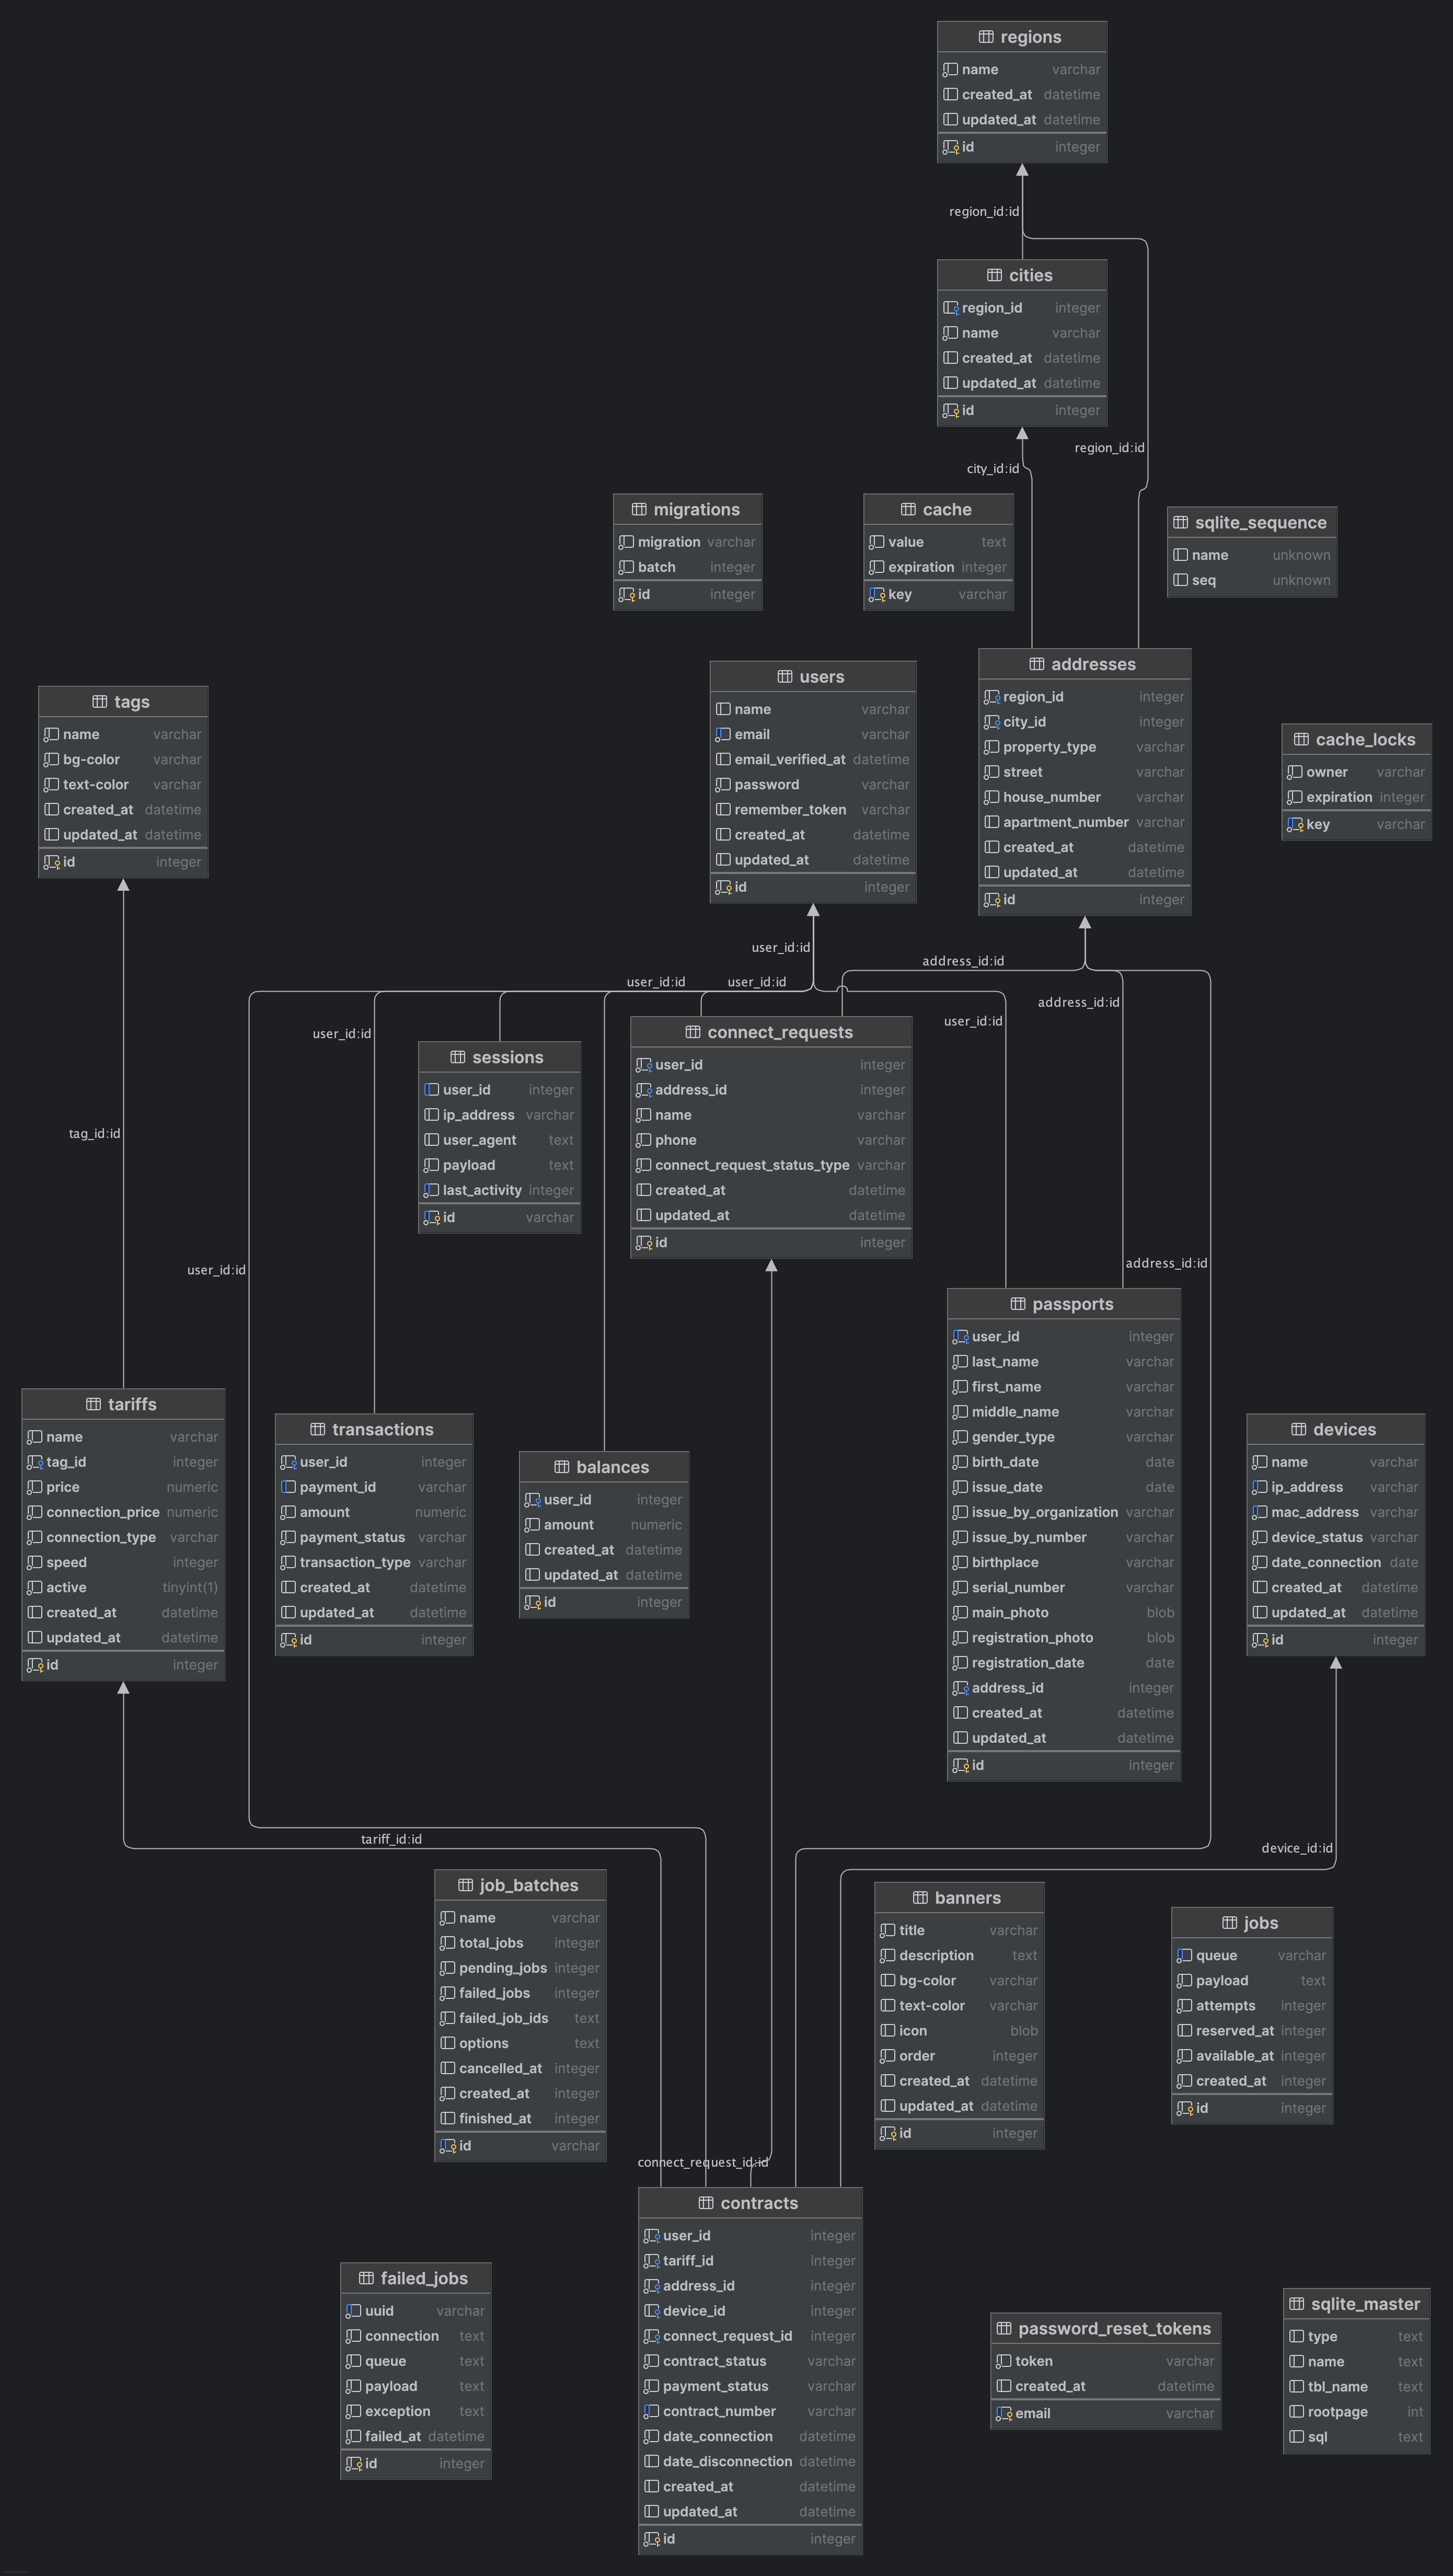 regions
name varchar
created_at datetime
updated_at datetime
id integer
region_id:id
cities
region_id integer
name varchar
created_at datetime
updated_at datetime
id integer
region_id:id
city_id:id
migrations
migration varchar
batch integer
id integer
cache
value text
expiration integer
key varchar
sqlite_sequence
name unknown
seq unknown
tags
name varchar
bg-color varchar
text-color varchar
created_at datetime
updated_at datetime
id integer
users
name varchar
email varchar
email_verified_at datetime
password varchar
remember_token varchar
created_at datetime
updated_at datetime
id integer
addresses
region_id integer
city_id integer
property_type varchar
street varchar
house_number varchar
apartment_number varchar
created_at datetime
updated_at datetime
id integer
cache_locks
owner varchar
expiration integer
key varchar
user_id:id
address_id:id
user_id:id
user_id:id
address_id:id
user_id:id
user_id:id
sessions
user_id integer
ip_address varchar
user_agent text
payload text
last_activity integer
id varchar
connect_requests
user_id integer
address_id integer
name varchar
phone varchar
connect_request_status_type varchar
created_at datetime
updated_at datetime
id integer
tag_id:id
user_id:id
address_id:id
passports
user_id integer
last_name varchar
first_name varchar
middle_name varchar
gender_type varchar
birth_date date
issue_date date
issue_by_organization varchar
issue_by_number varchar
birthplace varchar
serial_number varchar
main_photo blob
registration_photo blob
registration_date date
address_id integer
created_at datetime
updated_at datetime
id integer
tariffs
name varchar
tag_id integer
price numeric
connection_price numeric
connection_type varchar
speed integer
active tinyint(1)
created_at datetime
updated_at datetime
id integer
transactions
user_id integer
payment_id varchar
amount numeric
payment_status varchar
transaction_type varchar
created_at datetime
updated_at datetime
id integer
balances
user_id integer
amount numeric
created_at datetime
updated_at datetime
id integer
devices
name varchar
ip_address varchar
mac_address varchar
device_status varchar
date_connection date
created_at datetime
updated_at datetime
id integer
tariff_id:id
device_id:id
job_batches
name varchar
total_jobs integer
pending_jobs integer
failed_jobs integer
failed_job_ids text
options text
cancelled_at integer
created_at integer
finished_at integer
id varchar
banners
title varchar
description text
bg-color varchar
text-color varchar
icon blob
order integer
created_at datetime
updated_at datetime
id integer
jobs
queue varchar
payload text
attempts integer
reserved_at integer
available_at integer
created_at integer
id integer
connect_request_id:id
contracts
user_id integer
tariff_id integer
address_id integer
device_id integer
connect_request_id integer
contract_status varchar
payment_status varchar
contract_number varchar
date_connection datetime
date_disconnection datetime
created_at datetime
updated_at datetime
id integer
failed_jobs
uuid varchar
connection text
queue text
payload text
exception text
failed_at datetime
id integer
password_reset_tokens
token varchar
created_at datetime
email varchar
sqlite_master
type text
name text
tbl_name text
rootpage int
sql text